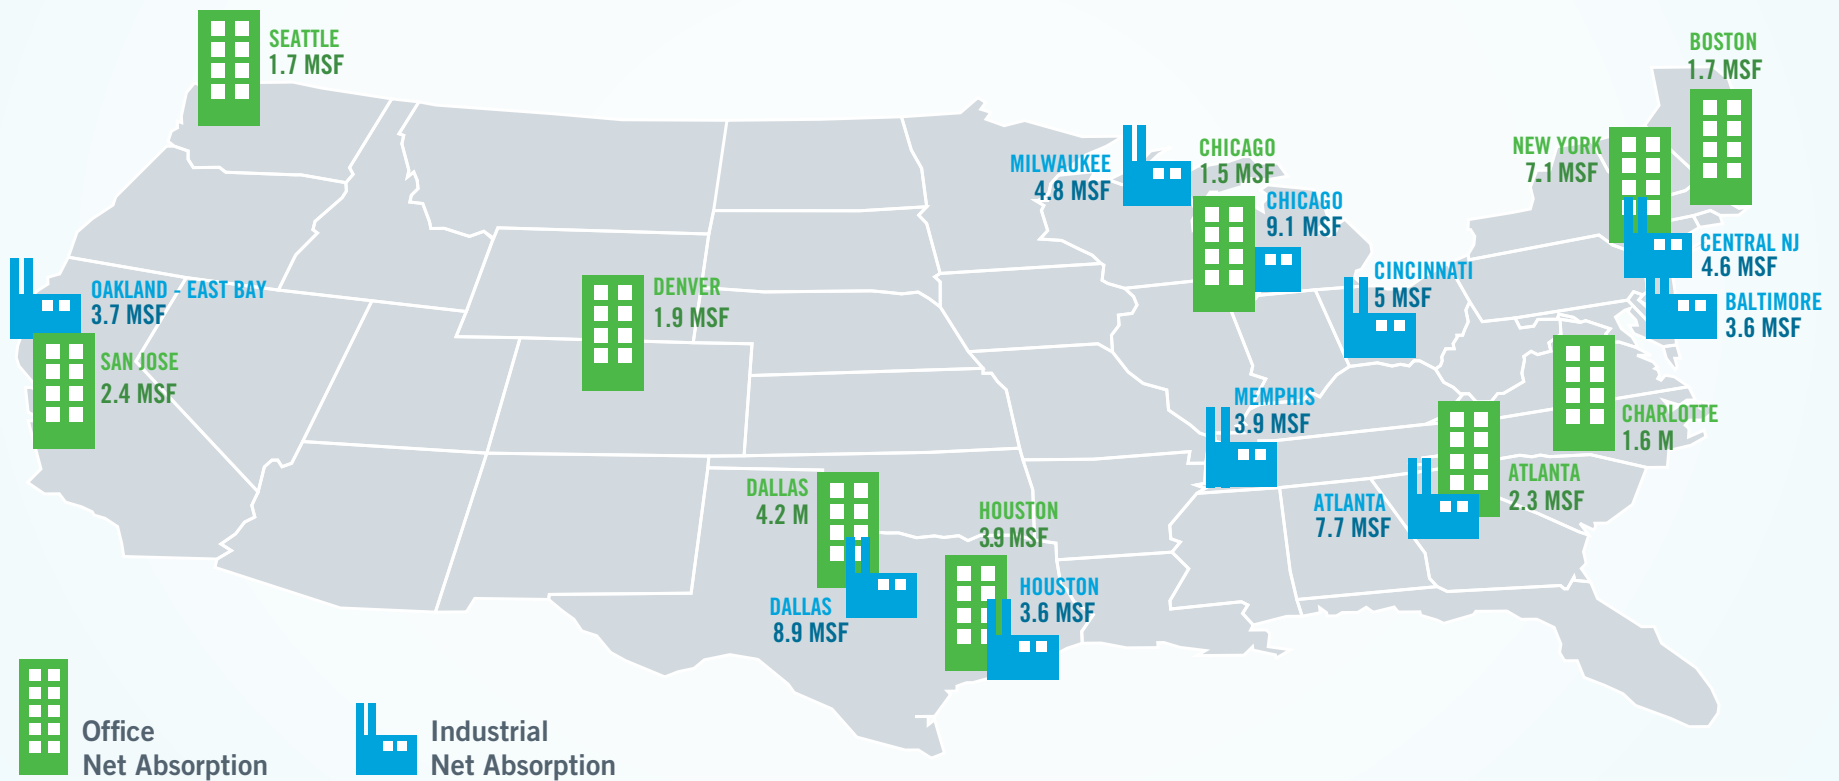 SEATTLE
1.7 MSF
BOSTON
1.7 MSF
NEW YORK
7.1 MSF
MILWAUKEE
4.8 MSF
CHICAGO
1.5 MSF
CHICAGO
9.1 MSF
CENTRAL NJ
4.6 MSF
CINCINNATI
5 MSF
OAKLAND - EAST BAY
3.7 MSF
DENVER
1.9 MSF
BALTIMORE
3.6 MSF
SAN JOSE
2.4 MSF
MEMPHIS
3.9 MSF
CHARLOTTE
1.6 M
DALLAS
4.2 M
HOUSTON
3.9 MSF
ATLANTA
7.7 MSF
ATLANTA
2.3 MSF
DALLAS
8.9 MSF
HOUSTON
3.6 MSF
Office
Net Absorption
Industrial
Net Absorption